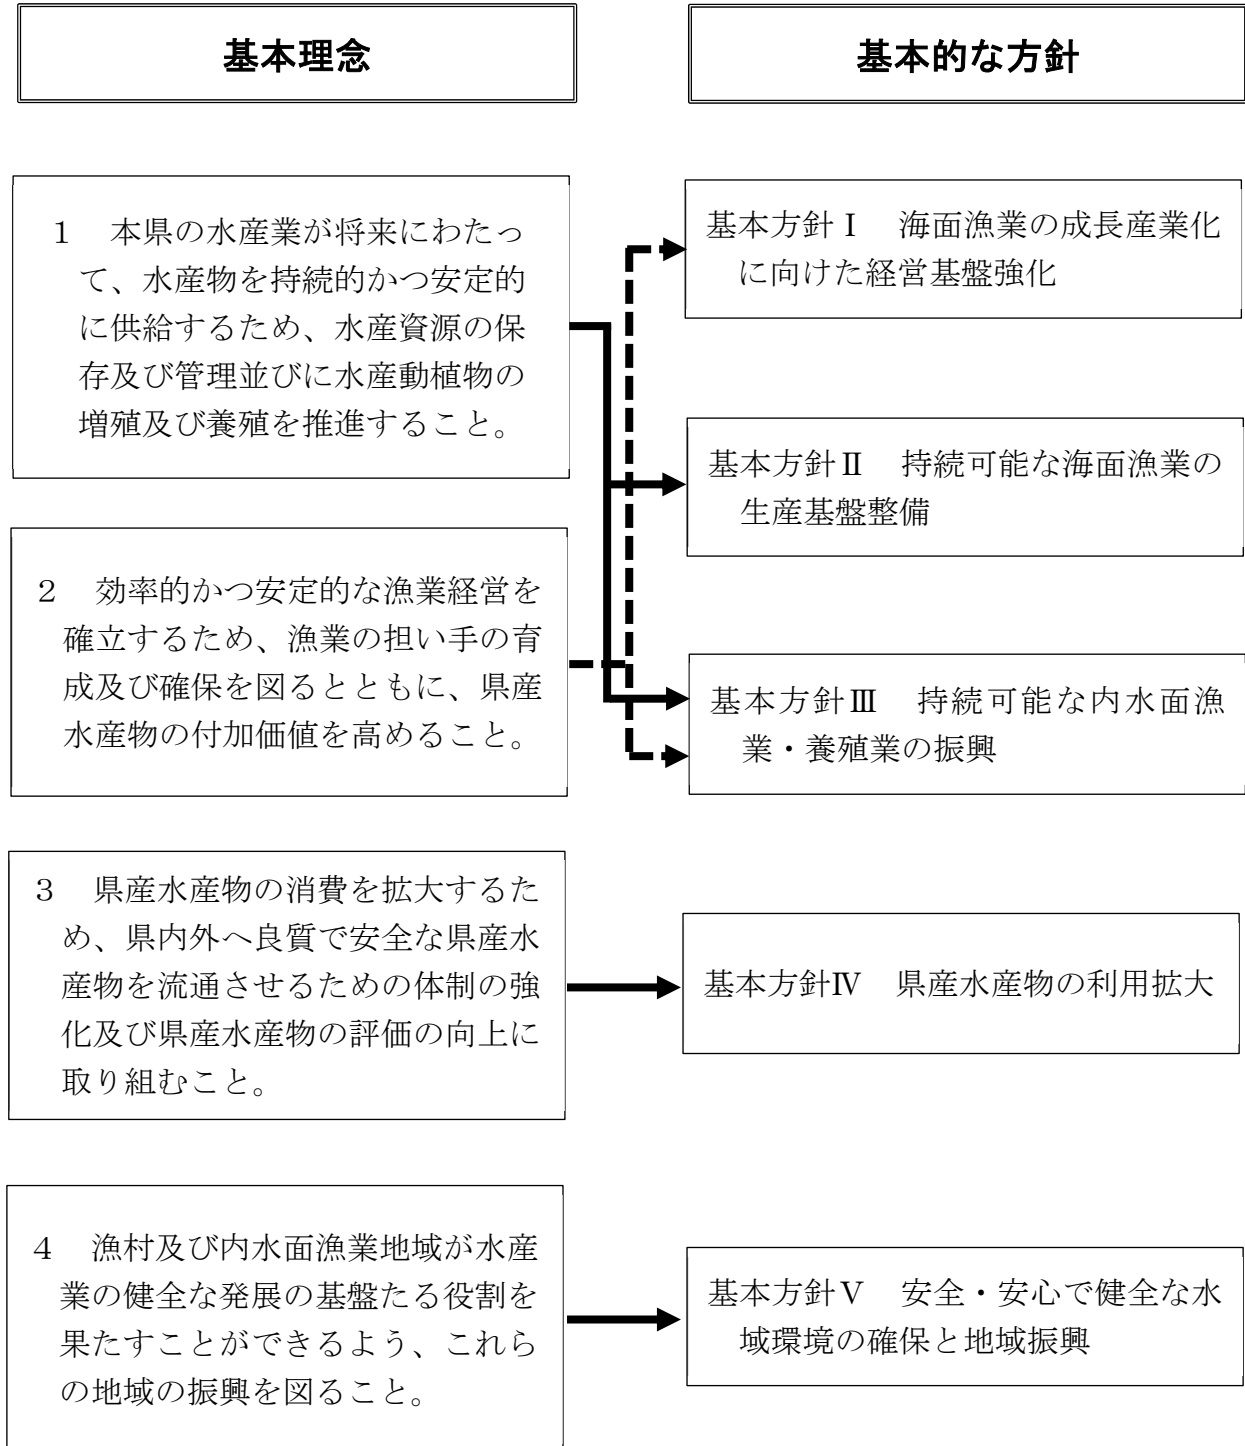 基本理念
基本的な方針
１　本県の水産業が将来にわたっ
て、水産物を持続的かつ安定的
に供給するため、水産資源の保
存及び管理並びに水産動植物の
増殖及び養殖を推進すること。
２　効率的かつ安定的な漁業経営を
確立するため、漁業の担い手の育
成及び確保を図るとともに、県産
水産物の付加価値を高めること。
３　県産水産物の消費を拡大するた
め、県内外へ良質で安全な県産水
産物を流通させるための体制の強
化及び県産水産物の評価の向上に
取り組むこと。
４　漁村及び内水面漁業地域が水産
業の健全な発展の基盤たる役割を
果たすことができるよう、これら
の地域の振興を図ること。
基本方針Ⅰ　海面漁業の成長産業化
に向けた経営基盤強化
基本方針Ⅱ　持続可能な海面漁業の
生産基盤整備
基本方針Ⅲ　持続可能な内水面漁
業・養殖業の振興
基本方針Ⅳ　県産水産物の利用拡大
基本方針Ⅴ　安全・安心で健全な水
域環境の確保と地域振興